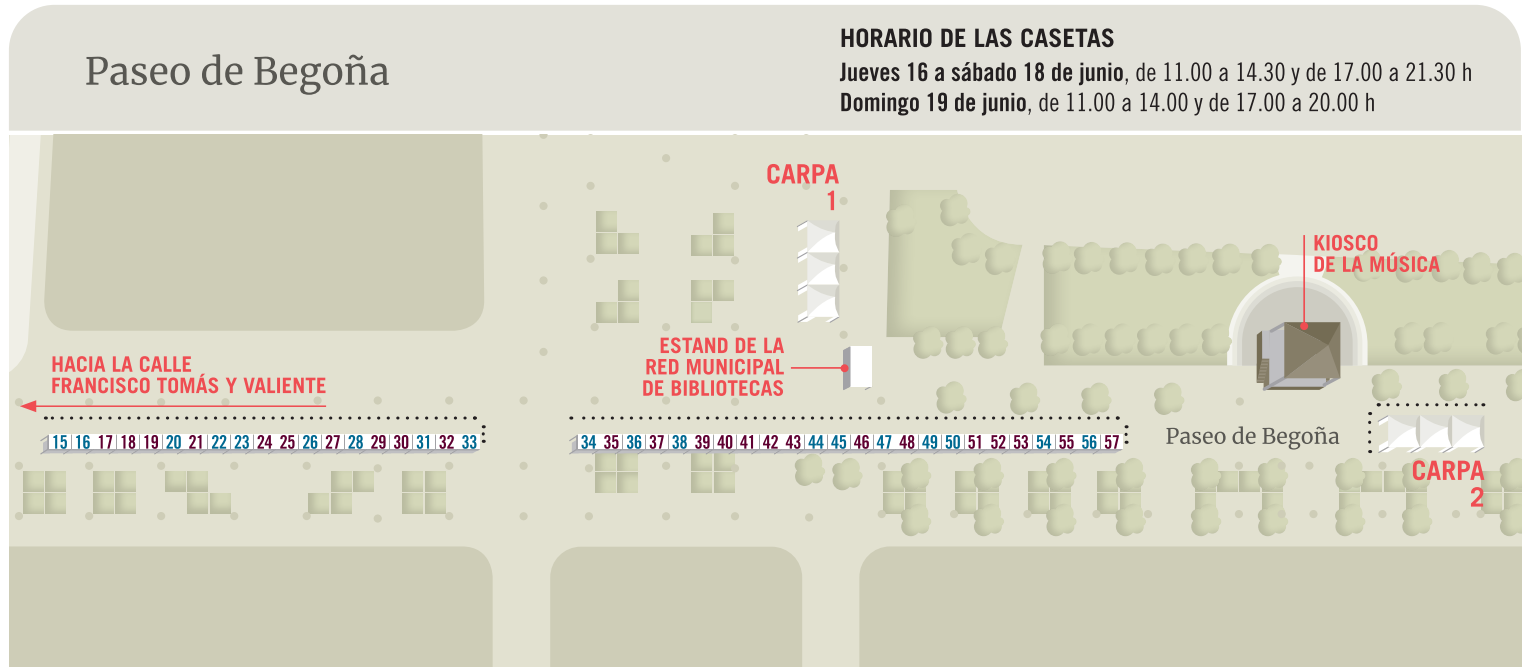 Paseo de Begoña
HORARIO DE LAS CASETAS
Jueves 16 a sábado 18 de junio, de 11.00 a 14.30 y de 17.00 a 21.30 h
Domingo 19 de junio, de 11.00 a 14.00 y de 17.00 a 20.00 h
CARPA
1
KIOSCO
DE LA MÚSICA
ESTAND DE LA
RED MUNICIPAL
DE BIBLIOTECAS
HACIA LA CALLE
FRANCISCO TOMÁS Y VALIENTE
15 16 17 18 19 20 21 22 23 24 25 26 27 28 29 30 31 32 33
34 35 36 37 38 39 40 41 42 43 44 45 46 47 48 49 50 51 52 53 54 55 56 57
Paseo de Begoña
CARPA
2